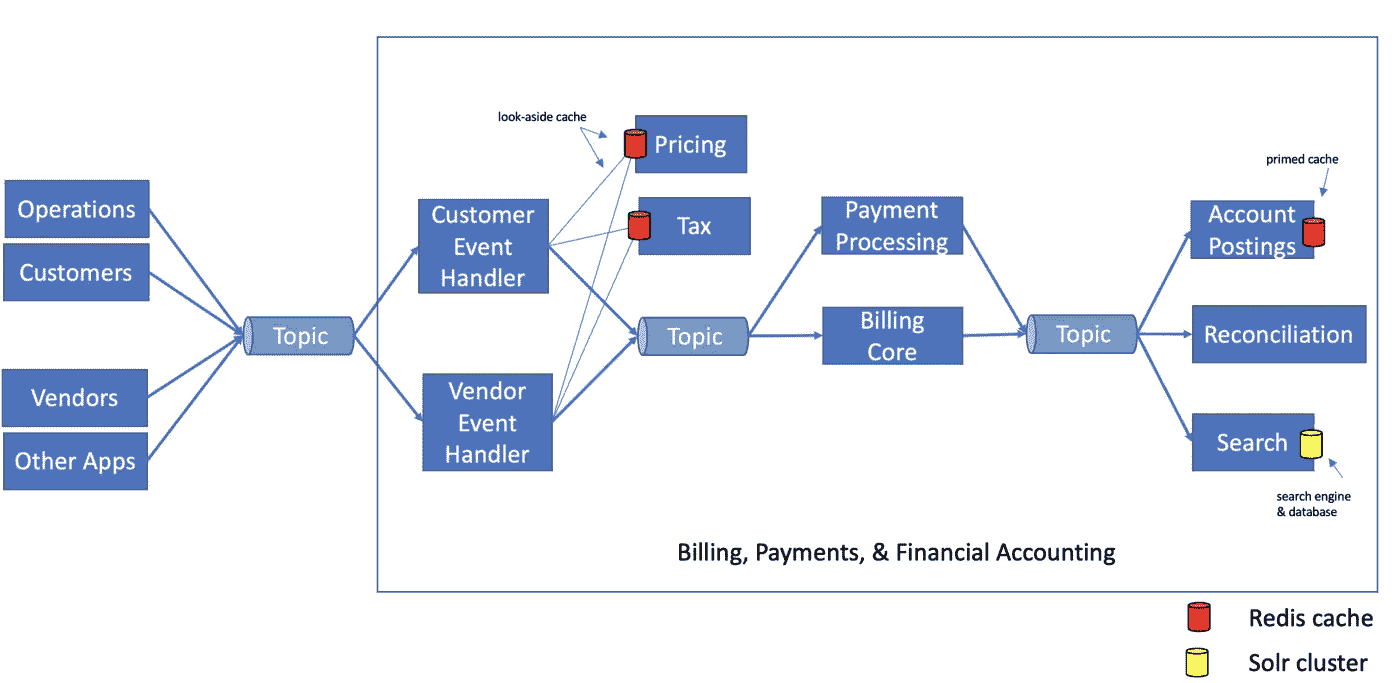 look-aside cache
Pricing
primed cache
Operations
Customer
Event
Handler
Tax
Payment
Processing
Account
Postings
Customers
Topic
Topic
Billing
Core
Topic
Reconciliation
Vendors
Vendor
Event
Handler
Other Apps
Search
search engine
& database
Billing, Payments, & Financial Accounting
Redis cache
Solr cluster